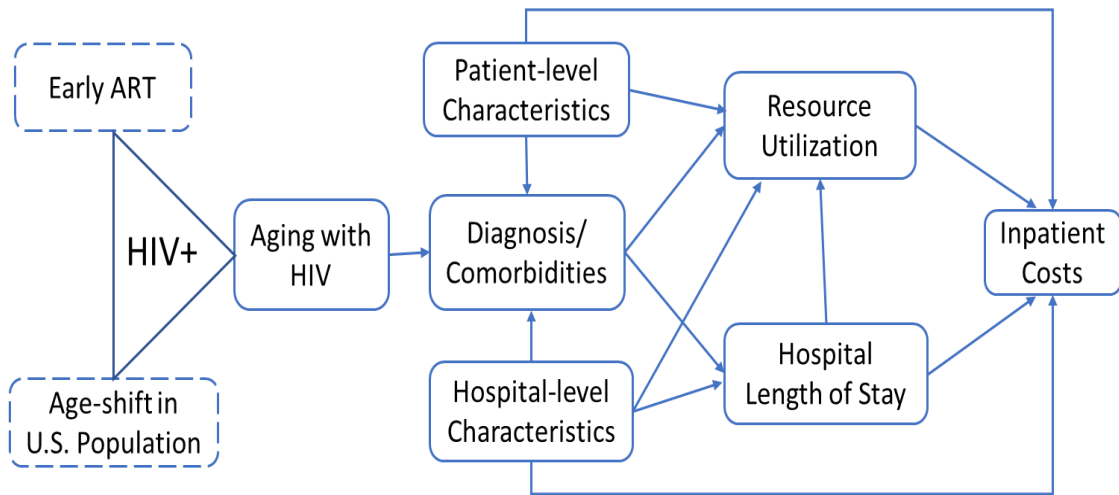 Early ART
HIV+
Age-shift in
U.S. Population
Aging with
HIV
Patient-level
Characteristics
Diagnosis/
Comorbidities
Hospital-level
Characteristics
Resource
Utilization
Hospital
Length of Stay
Inpatient
Costs